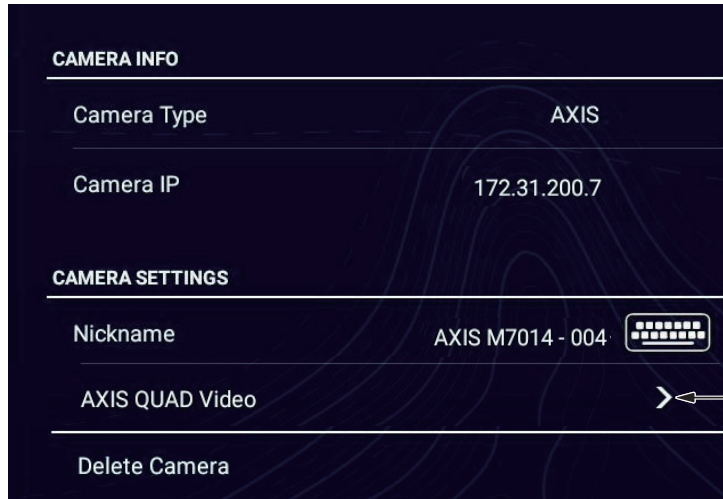 CAMERA INFO
Camera Type AXIS
Camera IP 172.31.200.7
CAMERA SETTINGS
Nickname AXIS M7014 - 004
AXIS QUAD Video
Delete Camera